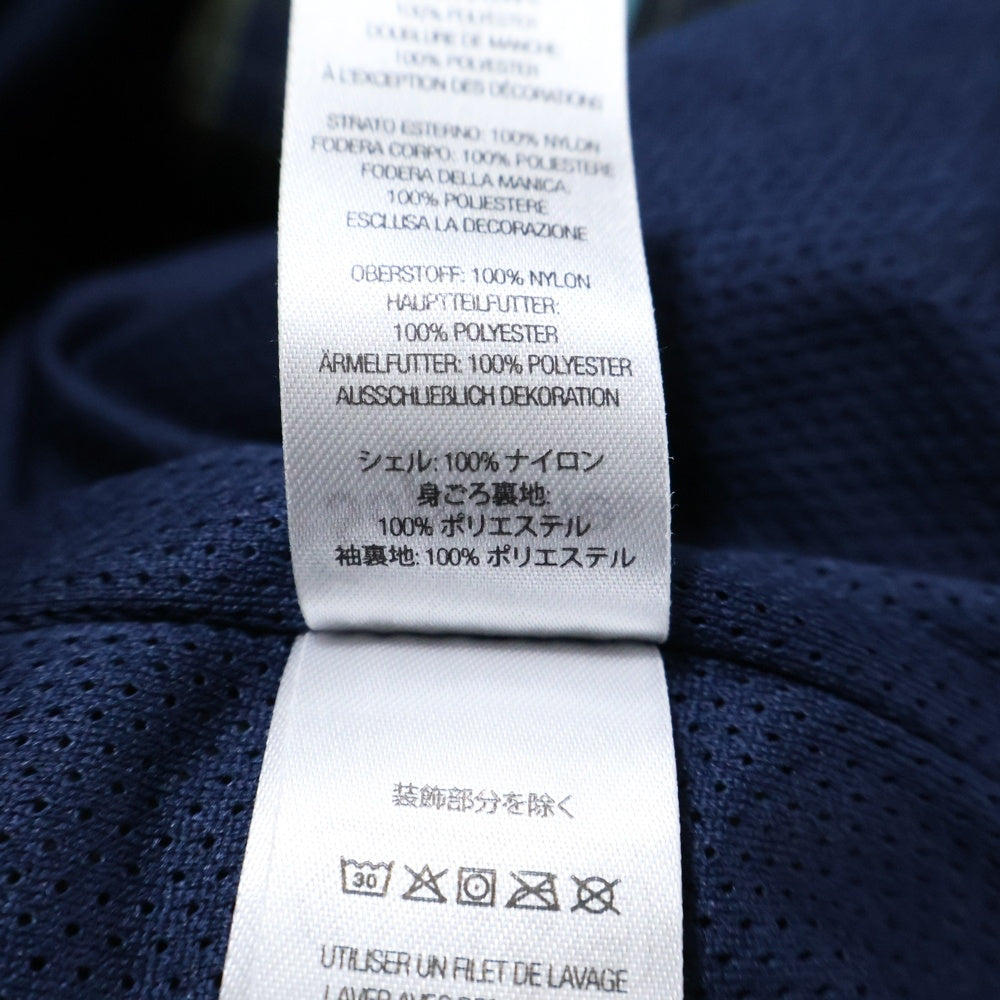 100% POLYESTER
DOUBLURE DE MANCHE:
100% POLYESTER
À L'EXCEPTION DES DÉCORATIONS
STRATO ESTERNO: 100% NYLON
FODERA CORPO: 100% POLIESTERE
FODERA DELLA MANICA:
100% POLIESTERE
ESCLUSA LA DECORAZIONE
OBERSTOFF: 100% NYLON
HAUPTTEILFUTTER:
100% POLYESTER
ÄRMELFUTTER: 100% POLYESTER
AUSSCHLIEBLICH DEKORATION
シェル: 100% ナイロン
身ごろ裏地:
100% ポリエステル
袖裏地: 100% ポリエステル
装飾部分を除く
30
UTILISER UN FILET DE LAVAGE
LAVER AVEC DES